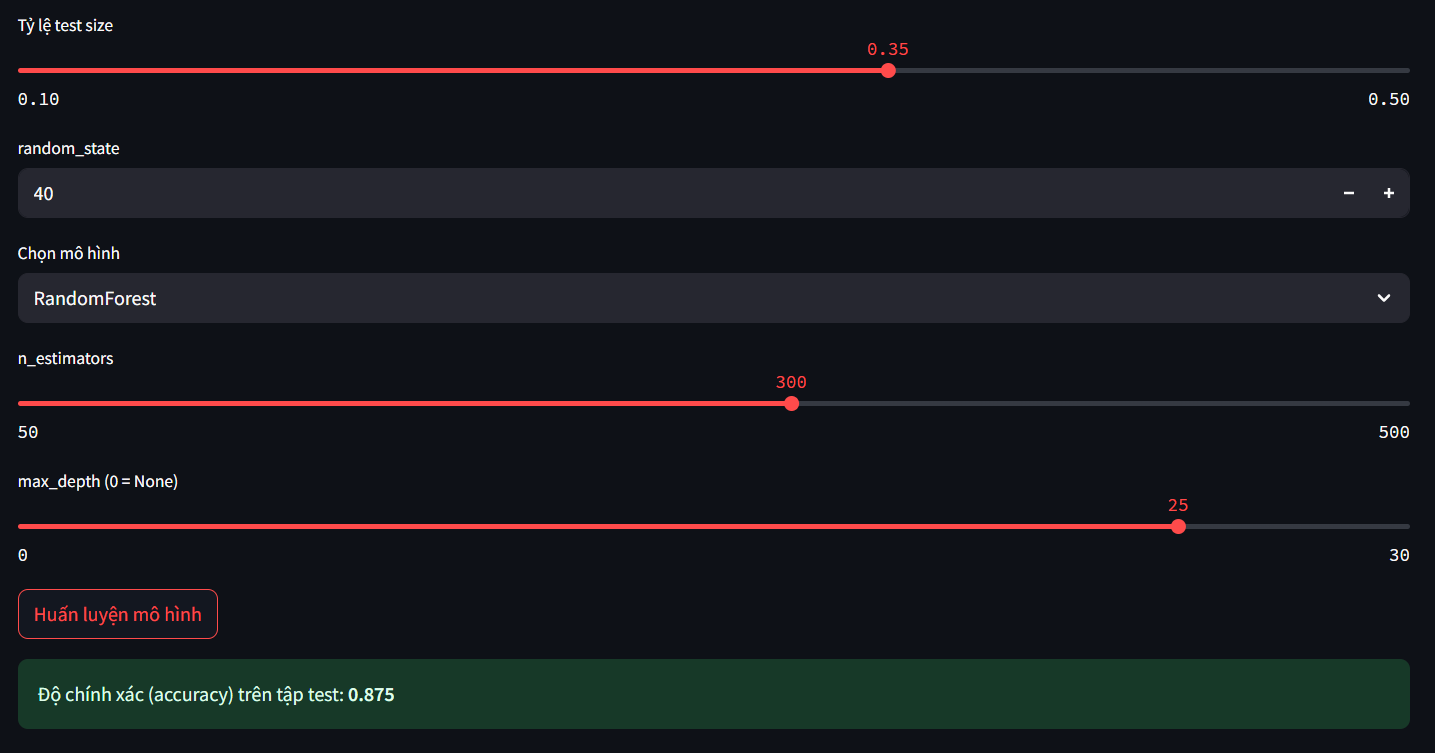 Tỷ lệ test size
0.35
0.10 0.50
random_state
40 − +
Chọn mô hình
RandomForest
n_estimators
300
50 500
max_depth (0 = None)
25
0 30
Huấn luyện mô hình
Độ chính xác (accuracy) trên tập test: 0.875